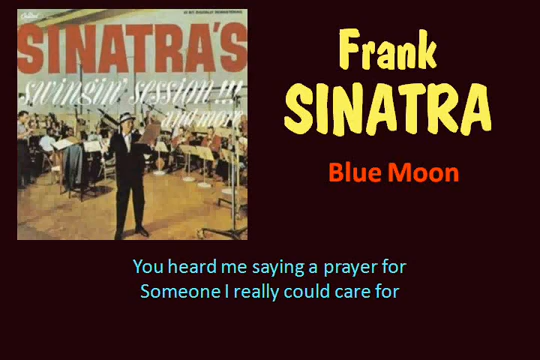 SINATRA'S
swingin' session!!!
and more
Frank
SINATRA
Blue Moon
You heard me saying a prayer for
Someone I really could care for